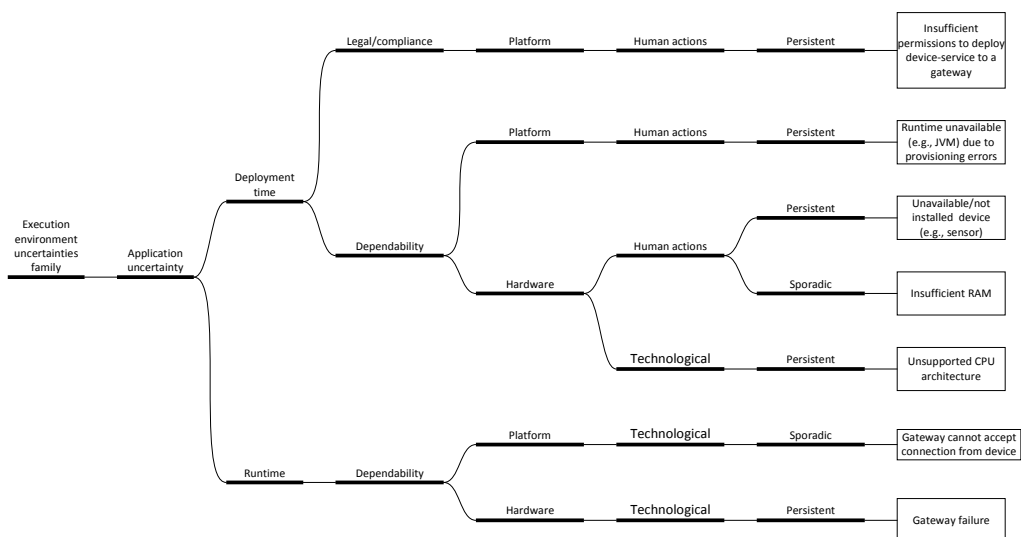 Legal/compliance
Platform
Human actions
Persistent
Insufficient
permissions to deploy
device-service to a
gateway
Platform
Human actions
Persistent
Runtime unavailable
(e.g., JVM) due to
provisioning errors
Deployment
time
Persistent
Unavailable/not
installed device
(e.g., sensor)
Execution
environment
uncertainties
family
Application
uncertainty
Dependability
Human actions
Hardware
Sporadic
Insufficient RAM
Technological
Persistent
Unsupported CPU
architecture
Platform
Technological
Sporadic
Gateway cannot accept
connection from device
Runtime
Dependability
Hardware
Technological
Persistent
Gateway failure